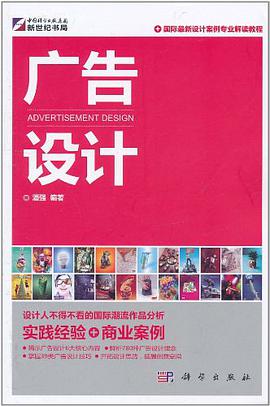 新世纪书局
国际最新设计案例专业解读教程
广告
ADVERTISEMENT DESIGN
设计
潘强 编著
设计人不得不看的国际潮流作品分析
实践经验+商业案例
科学出版社